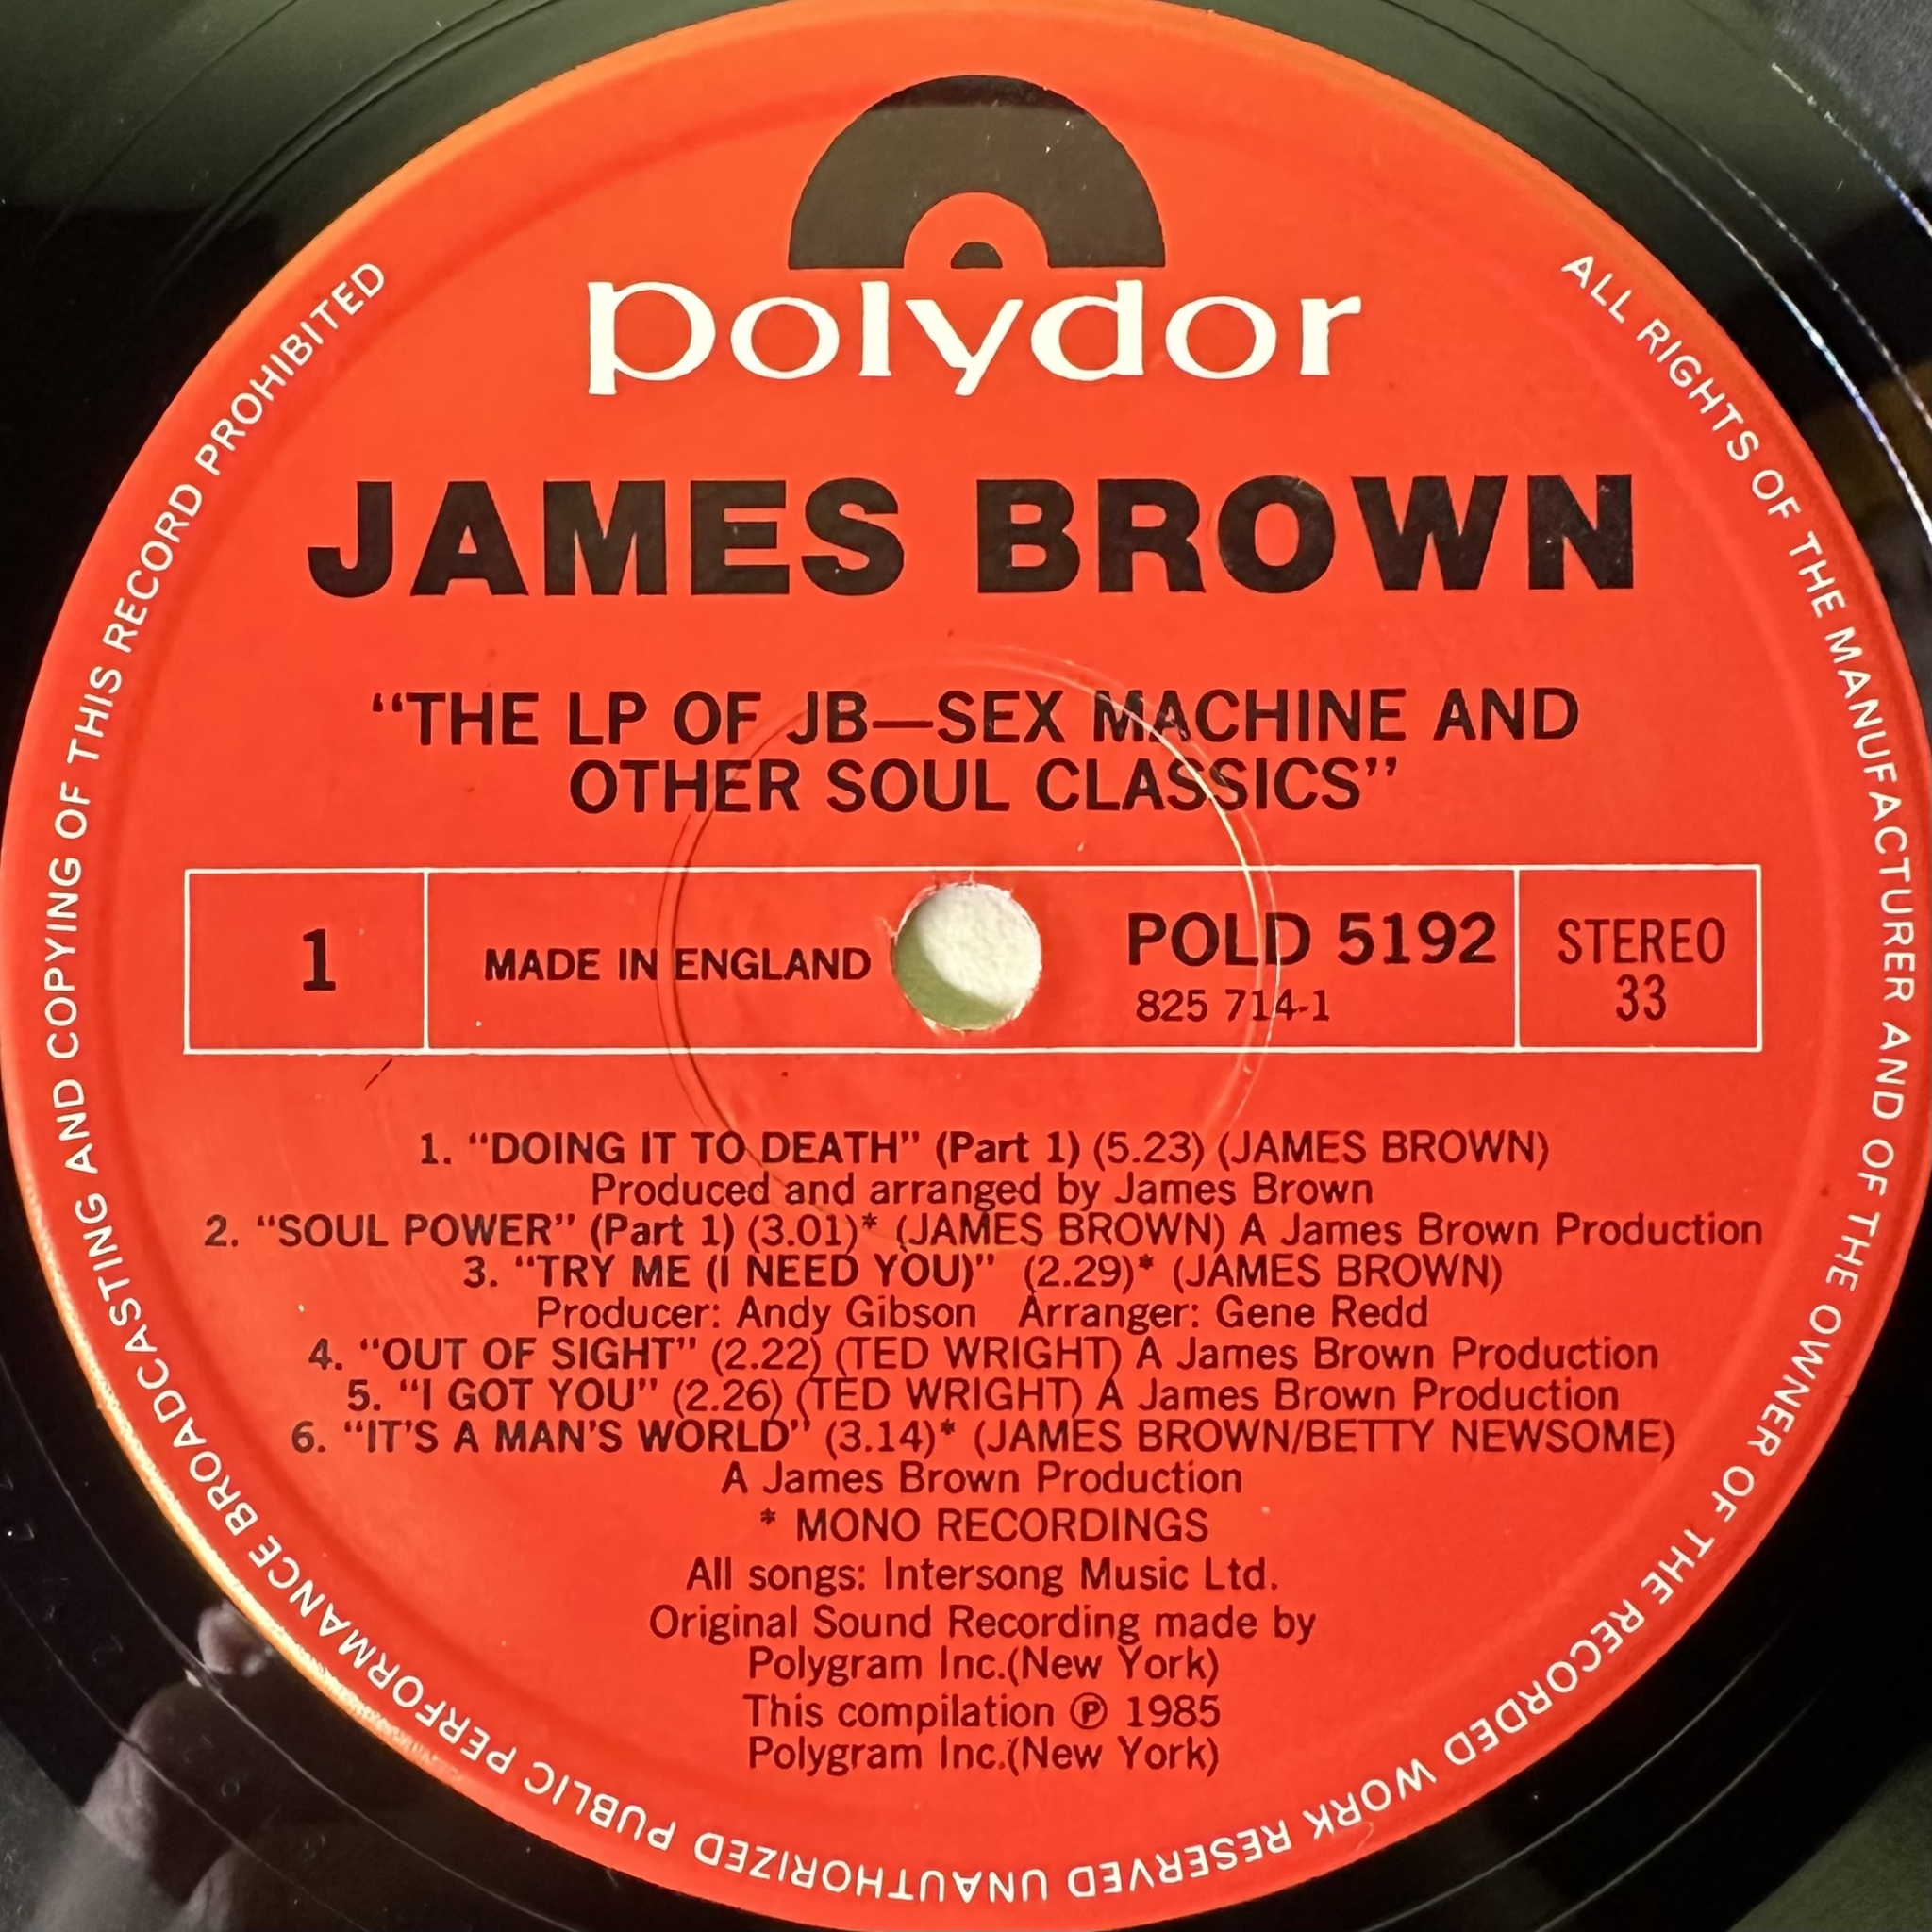 polydor
JAMES BROWN
“THE LP OF JB—SEX MACHINE AND
OTHER SOUL CLASSICS”
1
MADE IN ENGLAND
POLD 5192
825 714-1
STEREO
33
1. “DOING IT TO DEATH” (Part 1) (5.23) (JAMES BROWN)
Produced and arranged by James Brown
2. “SOUL POWER” (Part 1) (3.01)* (JAMES BROWN) A James Brown Production
3. “TRY ME (I NEED YOU)” (2.29)* (JAMES BROWN)
Producer: Andy Gibson Arranger: Gene Redd
4. “OUT OF SIGHT” (2.22) (TED WRIGHT) A James Brown Production
5. “I GOT YOU” (2.26) (TED WRIGHT) A James Brown Production
6. “IT'S A MAN'S WORLD” (3.14)* (JAMES BROWN/BETTY NEWSOME)
A James Brown Production
* MONO RECORDINGS
All songs: Intersong Music Ltd.
Original Sound Recording made by
Polygram Inc.(New York)
This compilation ℗ 1985
Polygram Inc.(New York)
ALL RIGHTS OF THE MANUFACTURER AND OF THE OWNER OF THE RECORDED WORK RESERVED UNAUTHORIZED PUBLIC PERFORMANCE BROADCASTING AND COPYING OF THIS RECORD PROHIBITED